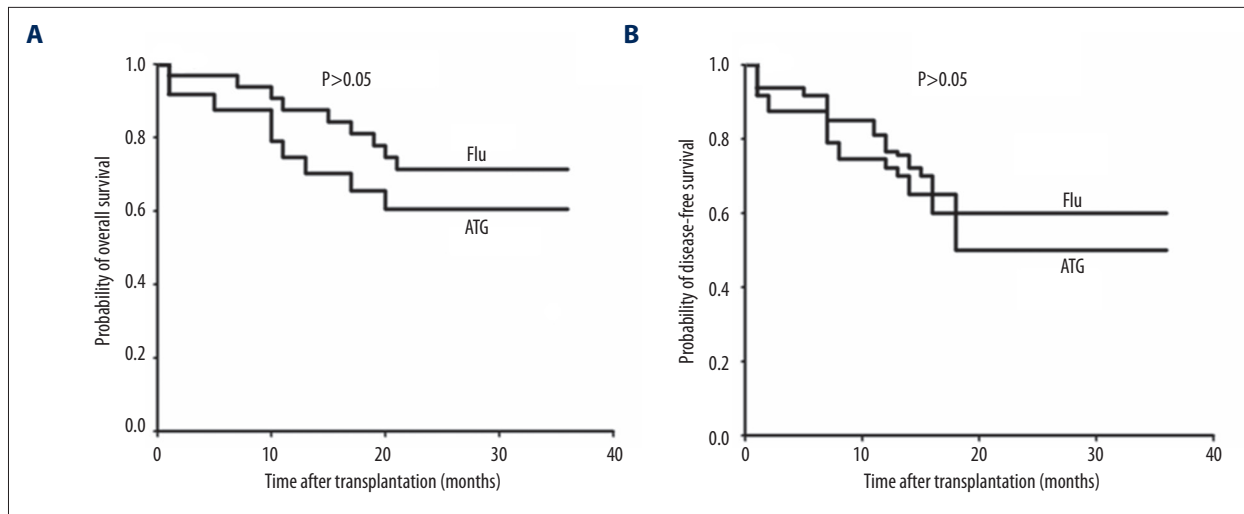 A
Probability of overall survival
1.0
0.8
0.6
0.4
0.2
0.0
P>0.05
Flu
ATG
0 10 20 30 40
Time after transplantation (months)
B
Probability of disease-free survival
1.0
0.8
0.6
0.4
0.2
0.0
P>0.05
Flu
ATG
0 10 20 30 40
Time after transplantation (months)